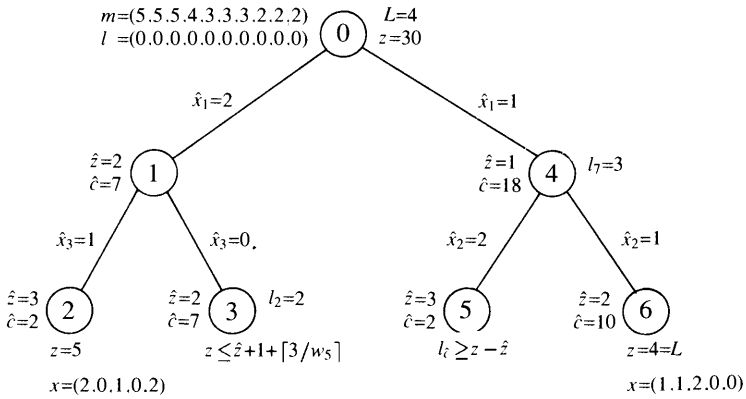 m=(5.5.5.4.3.3.3.2.2.2)
L=4
l =(0.0.0.0.0.0.0.0.0.0)
0
z=30
x̂₁=2
x̂₁=1
ẑ=2
ĉ=7
1
ẑ=1
ĉ=18
4
l₇=3
x̂₃=1
x̂₃=0.
x̂₂=2
x̂₂=1
ẑ=3
ĉ=2
2
ẑ=2
ĉ=7
3
l₂=2
ẑ=3
ĉ=2
5
ẑ=2
ĉ=10
6
z=5
z≤ẑ+1+⌈3/w₅⌉
l_ĉ≥z−ẑ
z=4=L
x=(2.0.1.0.2)
x=(1.1.2.0.0)